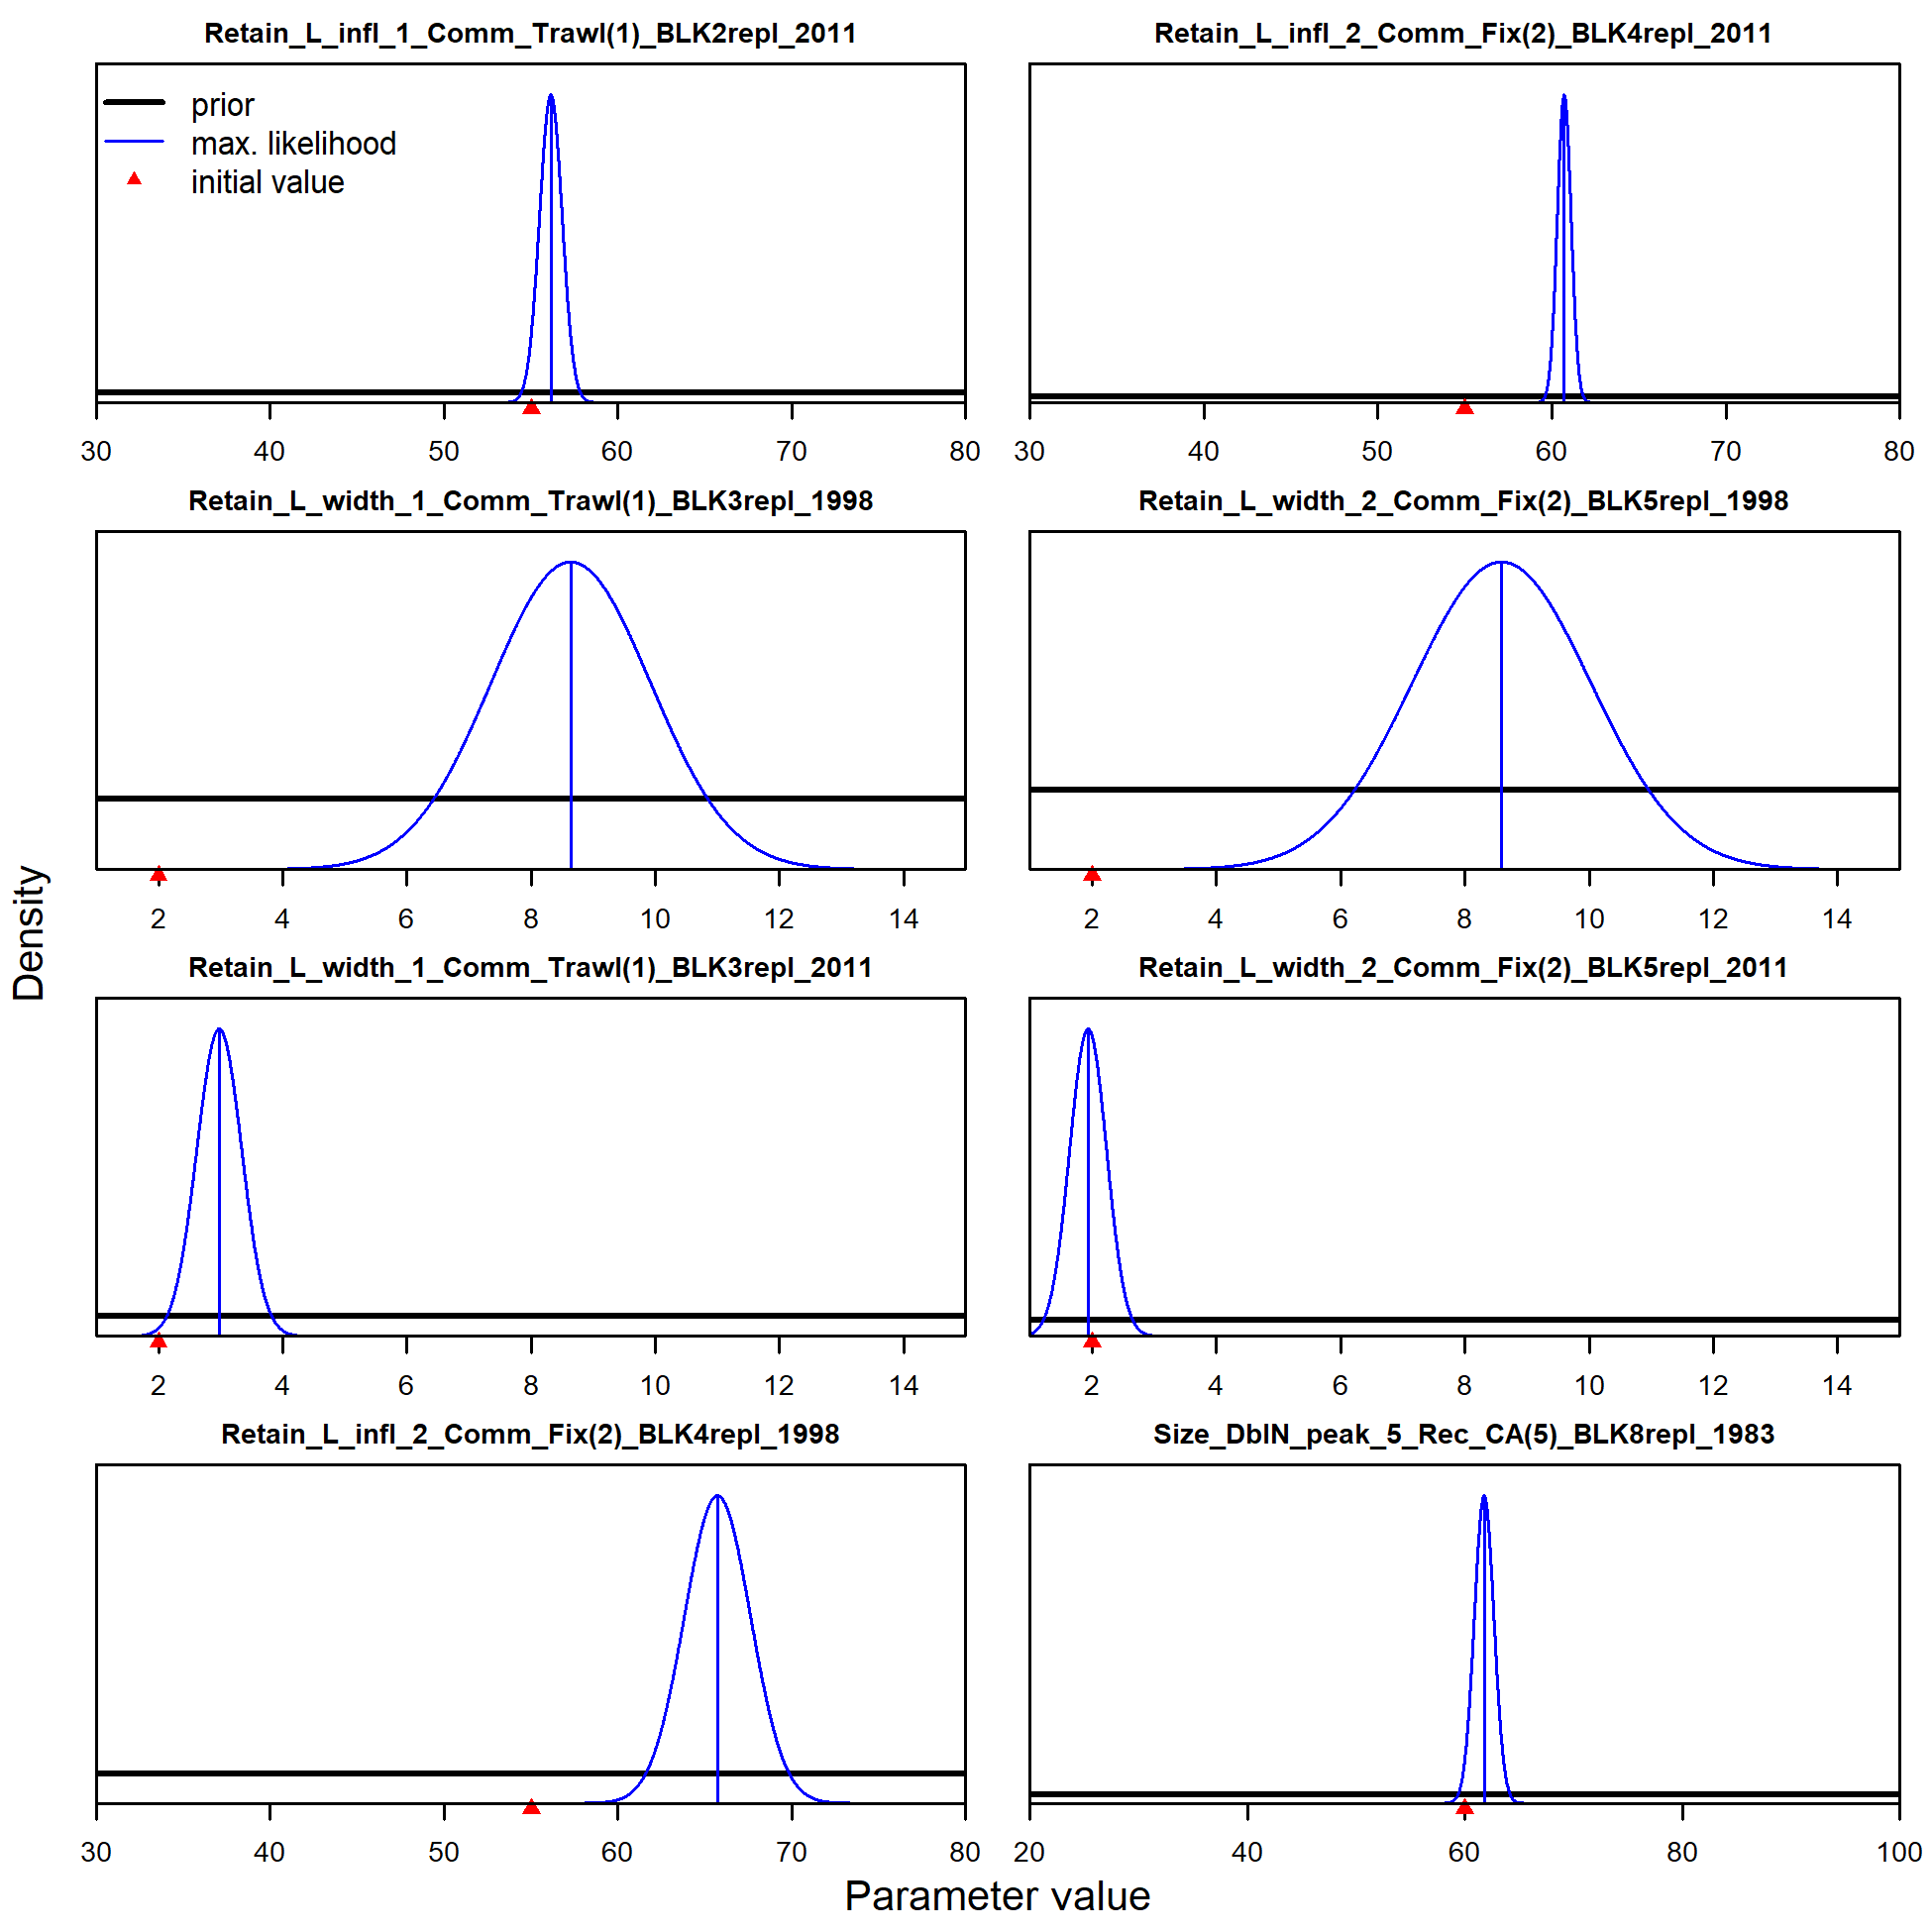 Retain_L_infl_1_Comm_Trawl(1)_BLK2repl_2011
prior
max. likelihood
initial value
30 40 50 60 70 80
Retain_L_infl_2_Comm_Fix(2)_BLK4repl_2011
30 40 50 60 70 80
Retain_L_width_1_Comm_Trawl(1)_BLK3repl_1998
2 4 6 8 10 12 14
Retain_L_width_2_Comm_Fix(2)_BLK5repl_1998
2 4 6 8 10 12 14
Retain_L_width_1_Comm_Trawl(1)_BLK3repl_2011
2 4 6 8 10 12 14
Retain_L_width_2_Comm_Fix(2)_BLK5repl_2011
2 4 6 8 10 12 14
Retain_L_infl_2_Comm_Fix(2)_BLK4repl_1998
30 40 50 60 70 80
Size_DblN_peak_5_Rec_CA(5)_BLK8repl_1983
20 40 60 80 100
Density
Parameter value